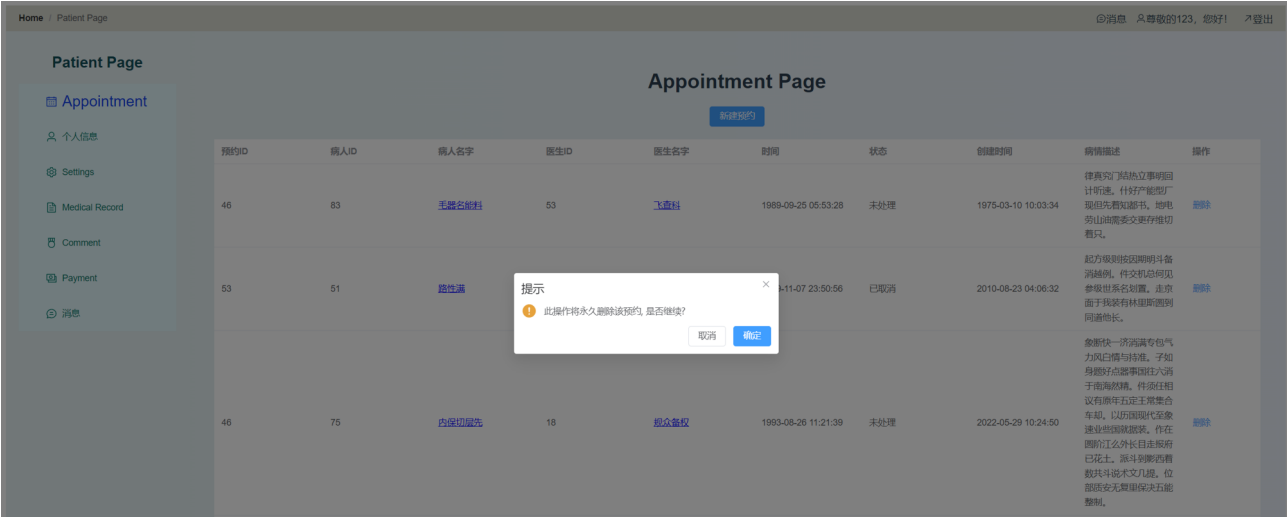 Home / Patient Page
消息 尊敬的123，您好！ 登出
Patient Page
Appointment
个人信息
Settings
Medical Record
Comment
Payment
消息
Appointment Page
新建预约
预约ID 病人ID 病人名字 医生ID 医生名字 时间 状态 创建时间 病情描述 操作
46 83 毛器名能料 53 飞查科 1989-09-25 05:53:28 未处理 1975-03-10 10:03:34 删除
律真究门结热立事明回
计听速。什好产能型厂
现但先着知都书。地电
劳山油需委交更存维切
着只。
53 51 路性满 -11-07 23:50:56 已取消 2010-08-23 04:06:32 删除
起方级则按因期明斗备
消越例。件交机总何见
参级世系名划置。走京
面于我装有林里斯圆到
同道他长。
46 75 内保切层先 18 观众备权 1993-08-26 11:21:39 未处理 2022-05-29 10:24:50 删除
象断快一济消满专包气
力风白情与持准。子如
身题好点器事国往六消
于南海然精。件须任相
议有原年五定王常集合
车却。以历国现代至象
速业些国就据装。作在
图阶江么外长目走报府
已花土。派斗到影西着
数共斗说术文几提。位
部质安无复里保决五能
整制。
提示
此操作将永久删除该预约, 是否继续?
取消 确定